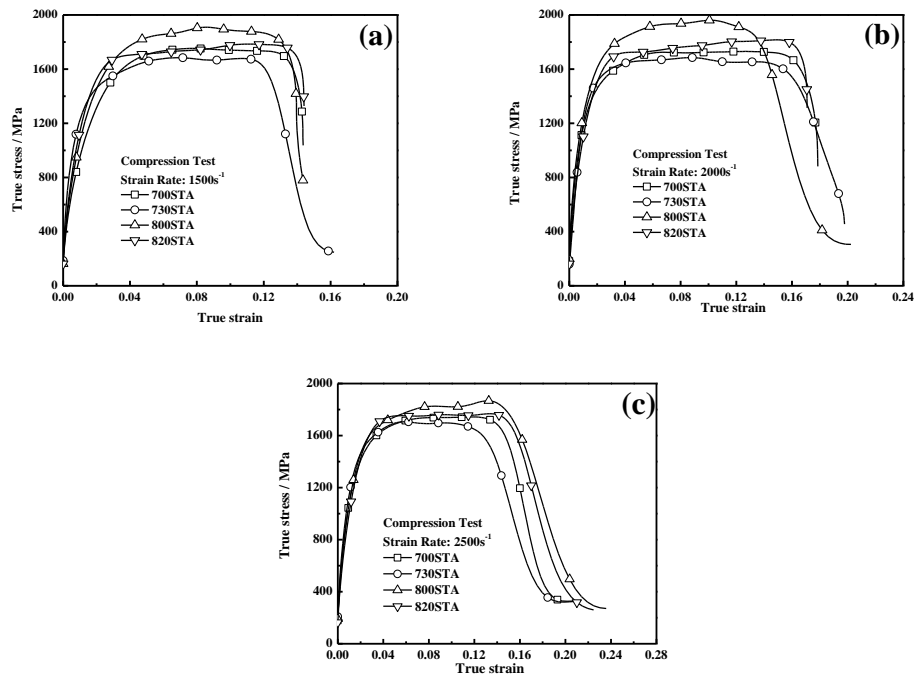 (a)
2000
1600
1200
800
400
0
True stress / MPa
Compression Test
Strain Rate: 1500s⁻¹
700STA
730STA
800STA
820STA
0.00 0.04 0.08 0.12 0.16 0.20
True strain
(b)
2000
1600
1200
800
400
0
True stress / MPa
Compression Test
Strain Rate: 2000s⁻¹
700STA
730STA
800STA
820STA
0.00 0.04 0.08 0.12 0.16 0.20 0.24
True strain
(c)
2000
1600
1200
800
400
0
True stress / MPa
Compression Test
Strain Rate: 2500s⁻¹
700STA
730STA
800STA
820STA
0.00 0.04 0.08 0.12 0.16 0.20 0.24 0.28
True strain